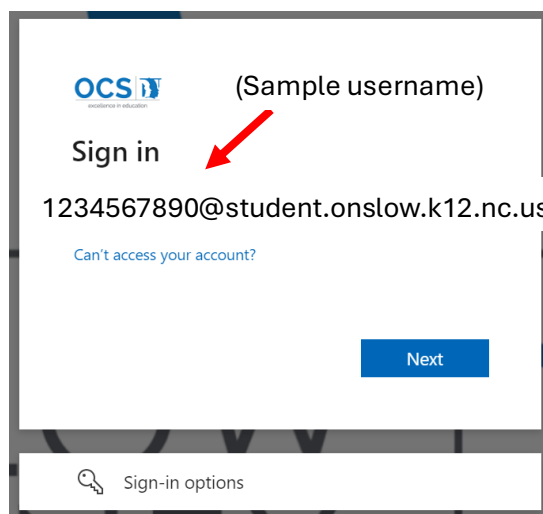 OCS
excellence in education
(Sample username)
Sign in
1234567890@student.onslow.k12.nc.us
Can't access your account?
Next
Sign-in options